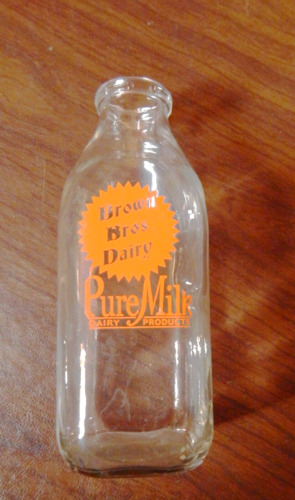 Brown
Bros
Dairy
Pure Milk
DAIRY PRODUCTS